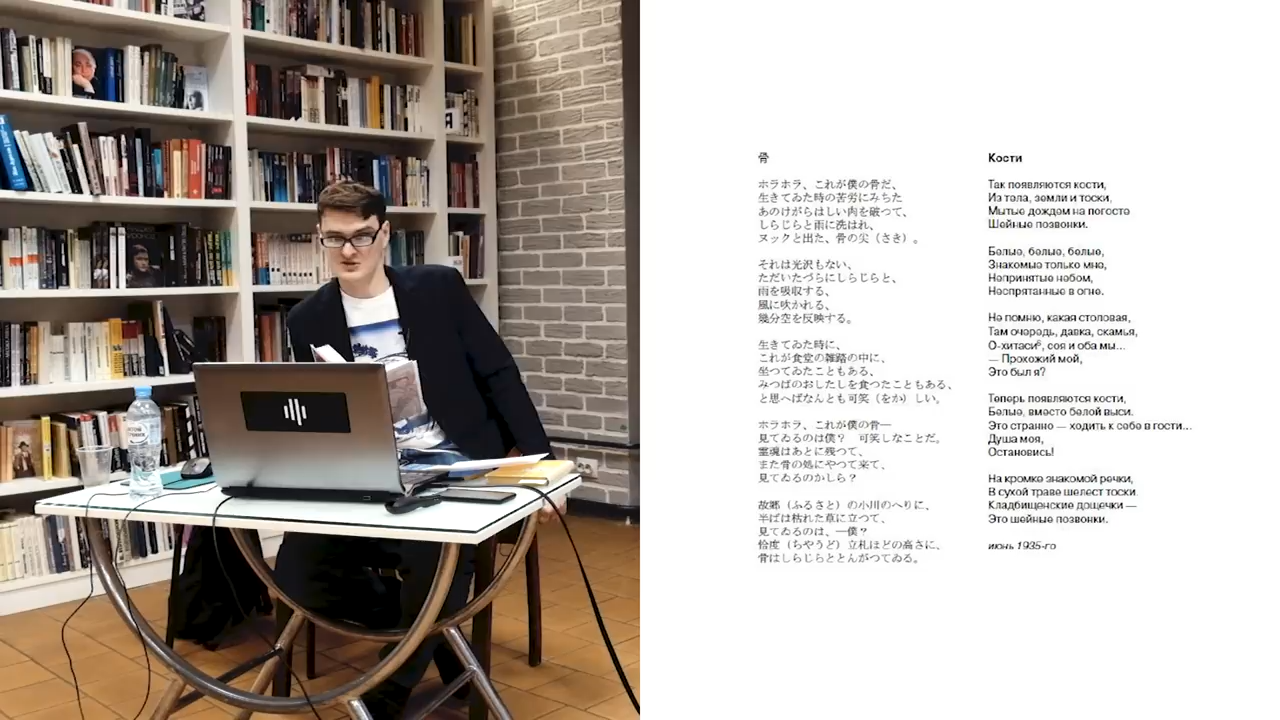 骨
ホラホラ、これが僕の骨だ、
生きてゐた時の苦労にみちた
あのけがらはしい肉を破つて、
しらじらと雨に洗はれ、
ヌックと出た、骨の尖（さき）。
それは光沢もない、
ただいたづらにしらじらと、
雨を吸収する、
風に吹かれる、
幾分空を反映する。
生きてゐた時に、
これが食堂の雑踏の中に、
坐つてゐたこともある、
みつばのおしたしを食つたこともある、
と思へばなんとも可笑（をか）しい。
ホラホラ、これが僕の骨―
見てゐるのは僕？ 可笑しなことだ。
霊魂はあとに残つて、
また骨の処にやつて来て、
見てゐるのかしら？
故郷（ふるさと）の小川のへりに、
半ばは枯れた草に立つて、
見てゐるのは、―僕？
恰度（ちやうど）立札ほどの高さに、
骨はしらじらととんがつてゐる。
Кости
Так появляются кости,
Из тела, земли и тоски,
Мытые дождем на погосте
Шейные позвонки.
Белые, белые, белые,
Знакомые только мне,
Непринятые небом,
Неспрятанные в огне.
Не помню, какая столовая,
Там очередь, давка, скамья,
О-хитаси⁶, соя и оба мы...
— Прохожий мой,
Это был я?
Теперь появляются кости,
Белые, вместо белой выси.
Это странно — ходить к себе в гости...
Душа моя,
Остановись!
На кромке знакомой речки,
В сухой траве шелест тоски.
Кладбищенские дощечки —
Это шейные позвонки.
июнь 1935-го